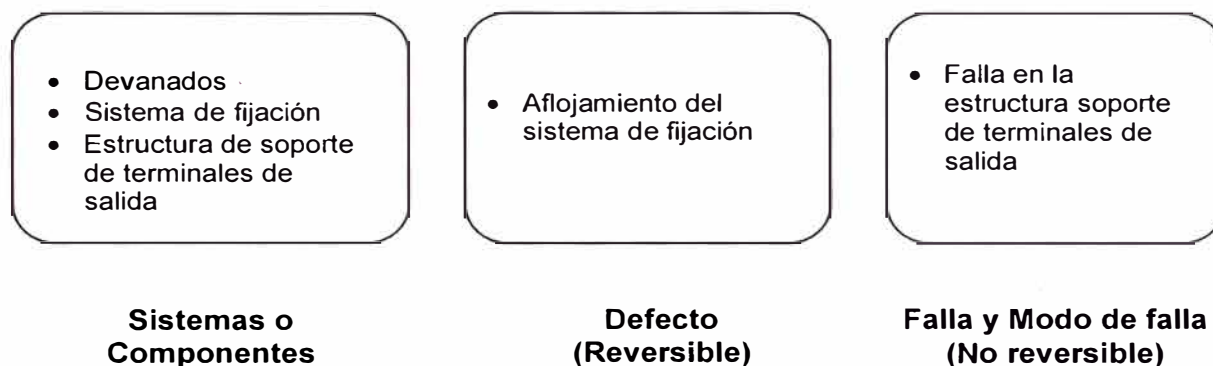 • Devanados
• Sistema de fijación
• Estructura de soporte
de terminales de
salida
• Aflojamiento del
sistema de fijación
• Falla en la
estructura soporte
de terminales de
salida
Sistemas o
Componentes
Defecto
(Reversible)
Falla y Modo de falla
(No reversible)